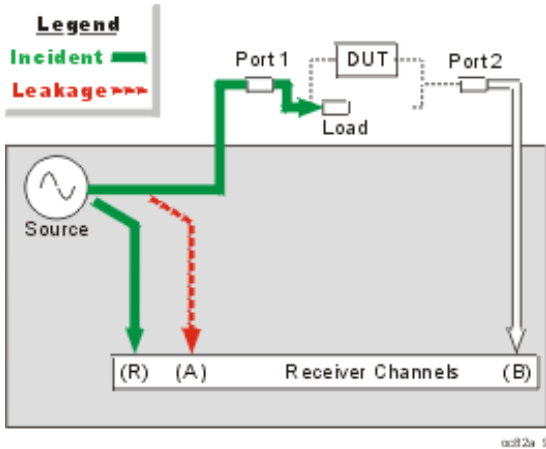 Legend
Incident
Leakage
Port 1
DUT
Port 2
Load
Source
(R) (A) Receiver Channels (B)